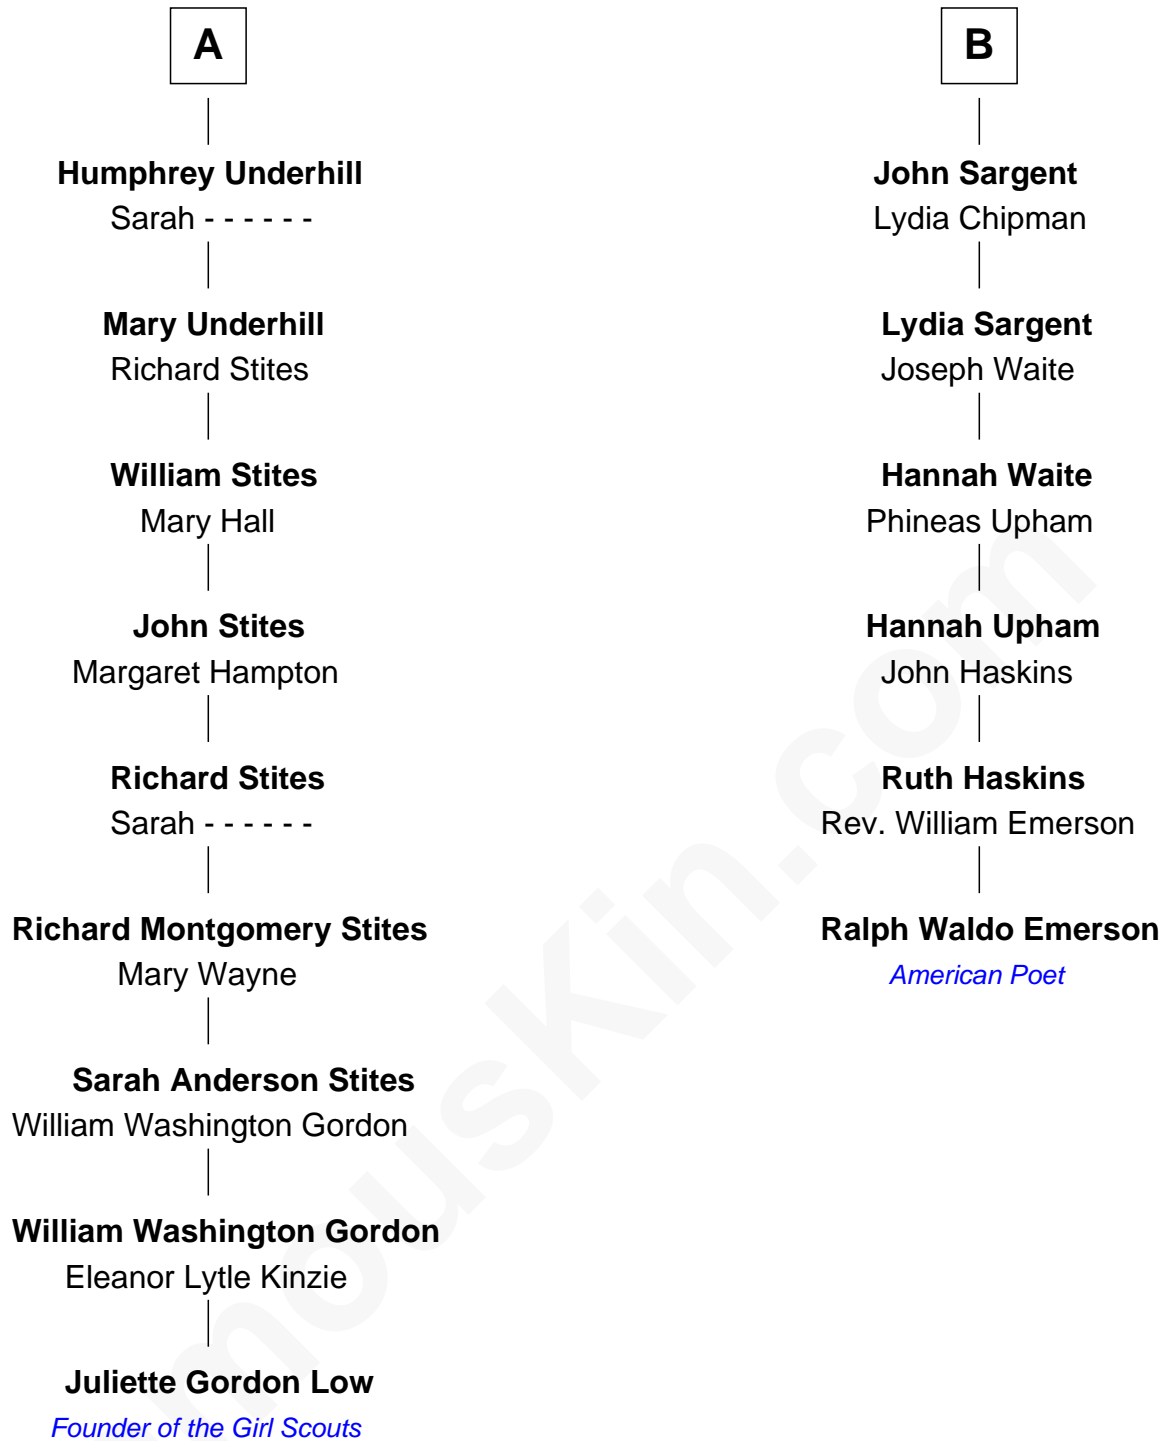 A
Humphrey Underhill
Sarah - - - - - -
Mary Underhill
Richard Stites
William Stites
Mary Hall
John Stites
Margaret Hampton
Richard Stites
Sarah - - - - - -
Richard Montgomery Stites
Mary Wayne
Sarah Anderson Stites
William Washington Gordon
William Washington Gordon
Eleanor Lytle Kinzie
Juliette Gordon Low
Founder of the Girl Scouts
B
John Sargent
Lydia Chipman
Lydia Sargent
Joseph Waite
Hannah Waite
Phineas Upham
Hannah Upham
John Haskins
Ruth Haskins
Rev. William Emerson
Ralph Waldo Emerson
American Poet
mouskin.com